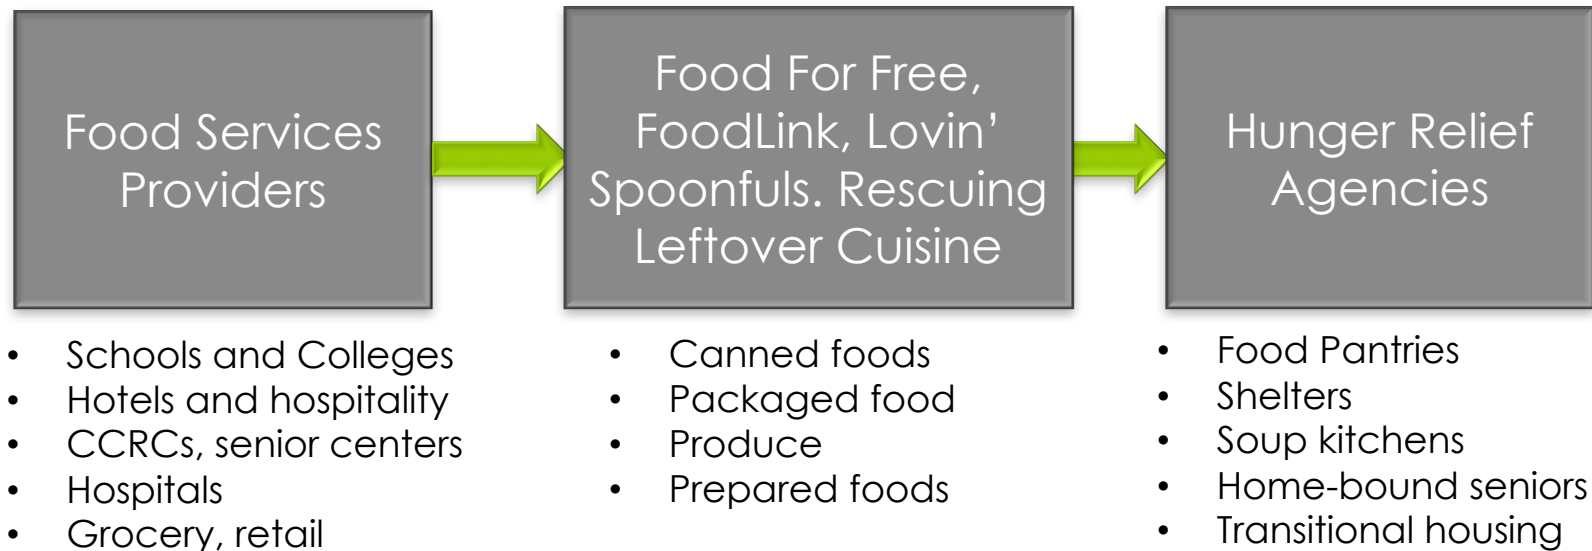 Food Services
Providers
Food For Free,
FoodLink, Lovin’
Spoonfuls. Rescuing
Leftover Cuisine
Hunger Relief
Agencies
• Schools and Colleges
• Hotels and hospitality
• CCRCs, senior centers
• Hospitals
• Grocery, retail
• Canned foods
• Packaged food
• Produce
• Prepared foods
• Food Pantries
• Shelters
• Soup kitchens
• Home-bound seniors
• Transitional housing